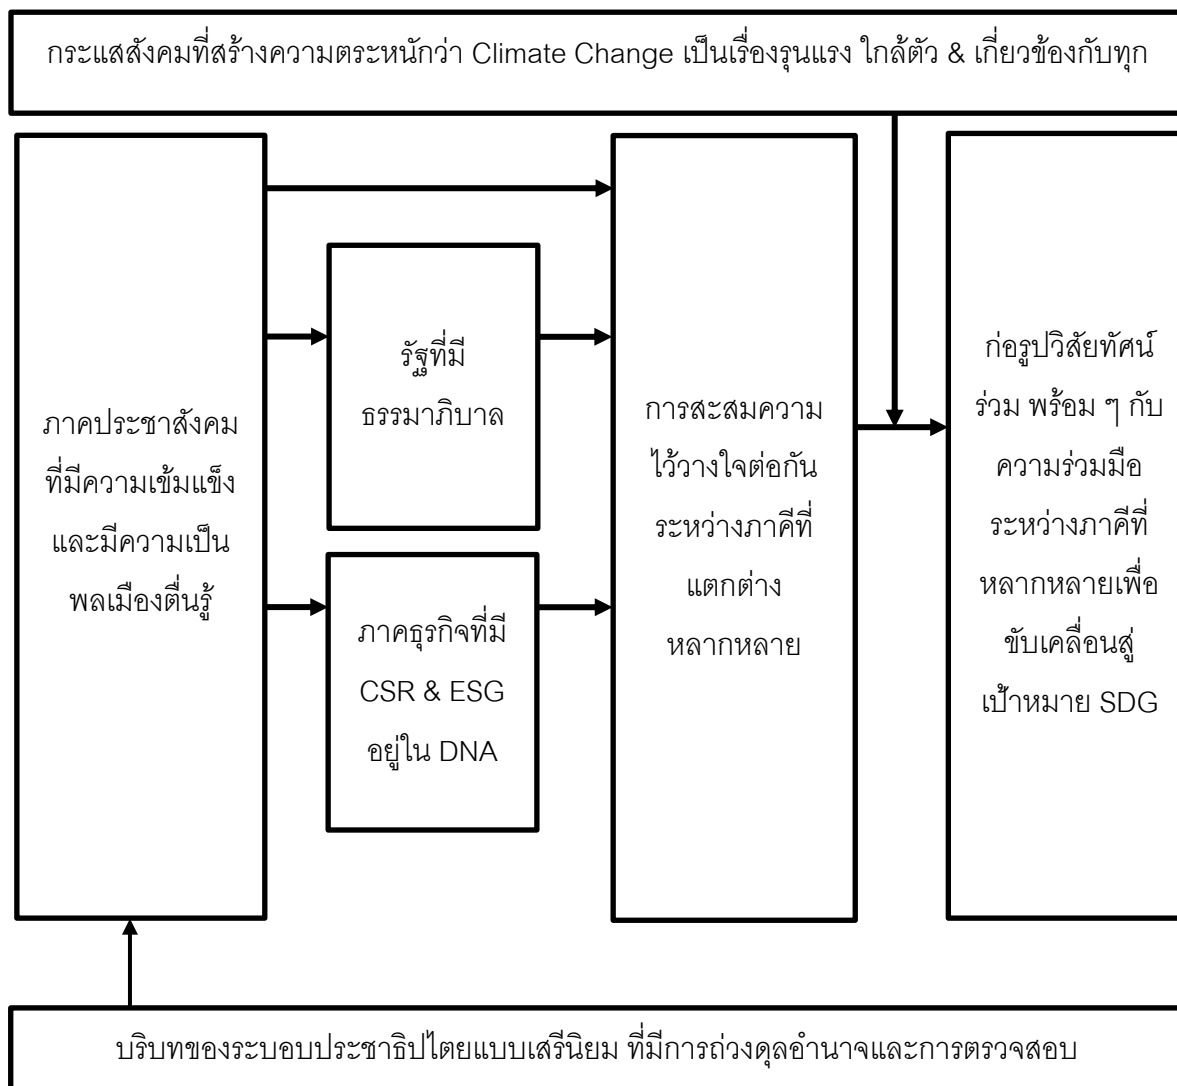 กระแสสังคมที่สร้างความตระหนักว่า Climate Change เป็นเรื่องรุนแรง ใกล้ตัว & เกี่ยวข้องกับทุก
ภาคประชาสังคม
ที่มีความเข้มแข็ง
และมีความเป็น
พลเมืองตื่นรู้
รัฐที่มี
ธรรมาภิบาล
ภาคธุรกิจที่มี
CSR & ESG
อยู่ใน DNA
การสะสมความ
ไว้วางใจต่อกัน
ระหว่างภาคีที่
แตกต่าง
หลากหลาย
ก่อรูปวิสัยทัศน์
ร่วม พร้อม ๆ กับ
ความร่วมมือ
ระหว่างภาคีที่
หลากหลายเพื่อ
ขับเคลื่อนสู่
เป้าหมาย SDG
บริบทของระบอบประชาธิปไตยแบบเสรีนิยม ที่มีการถ่วงดุลอำนาจและการตรวจสอบ